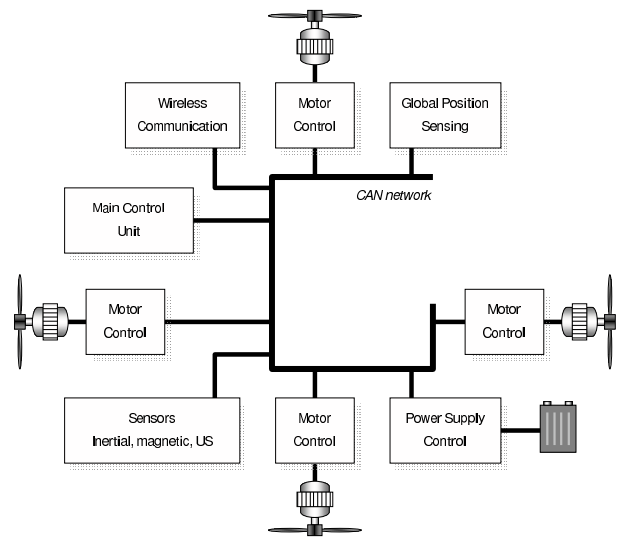 Wireless
Communication
Motor
Control
Global Position
Sensing
CAN network
Main Control
Unit
Motor
Control
Motor
Control
Sensors
Inertial, magnetic, US
Motor
Control
Power Supply
Control